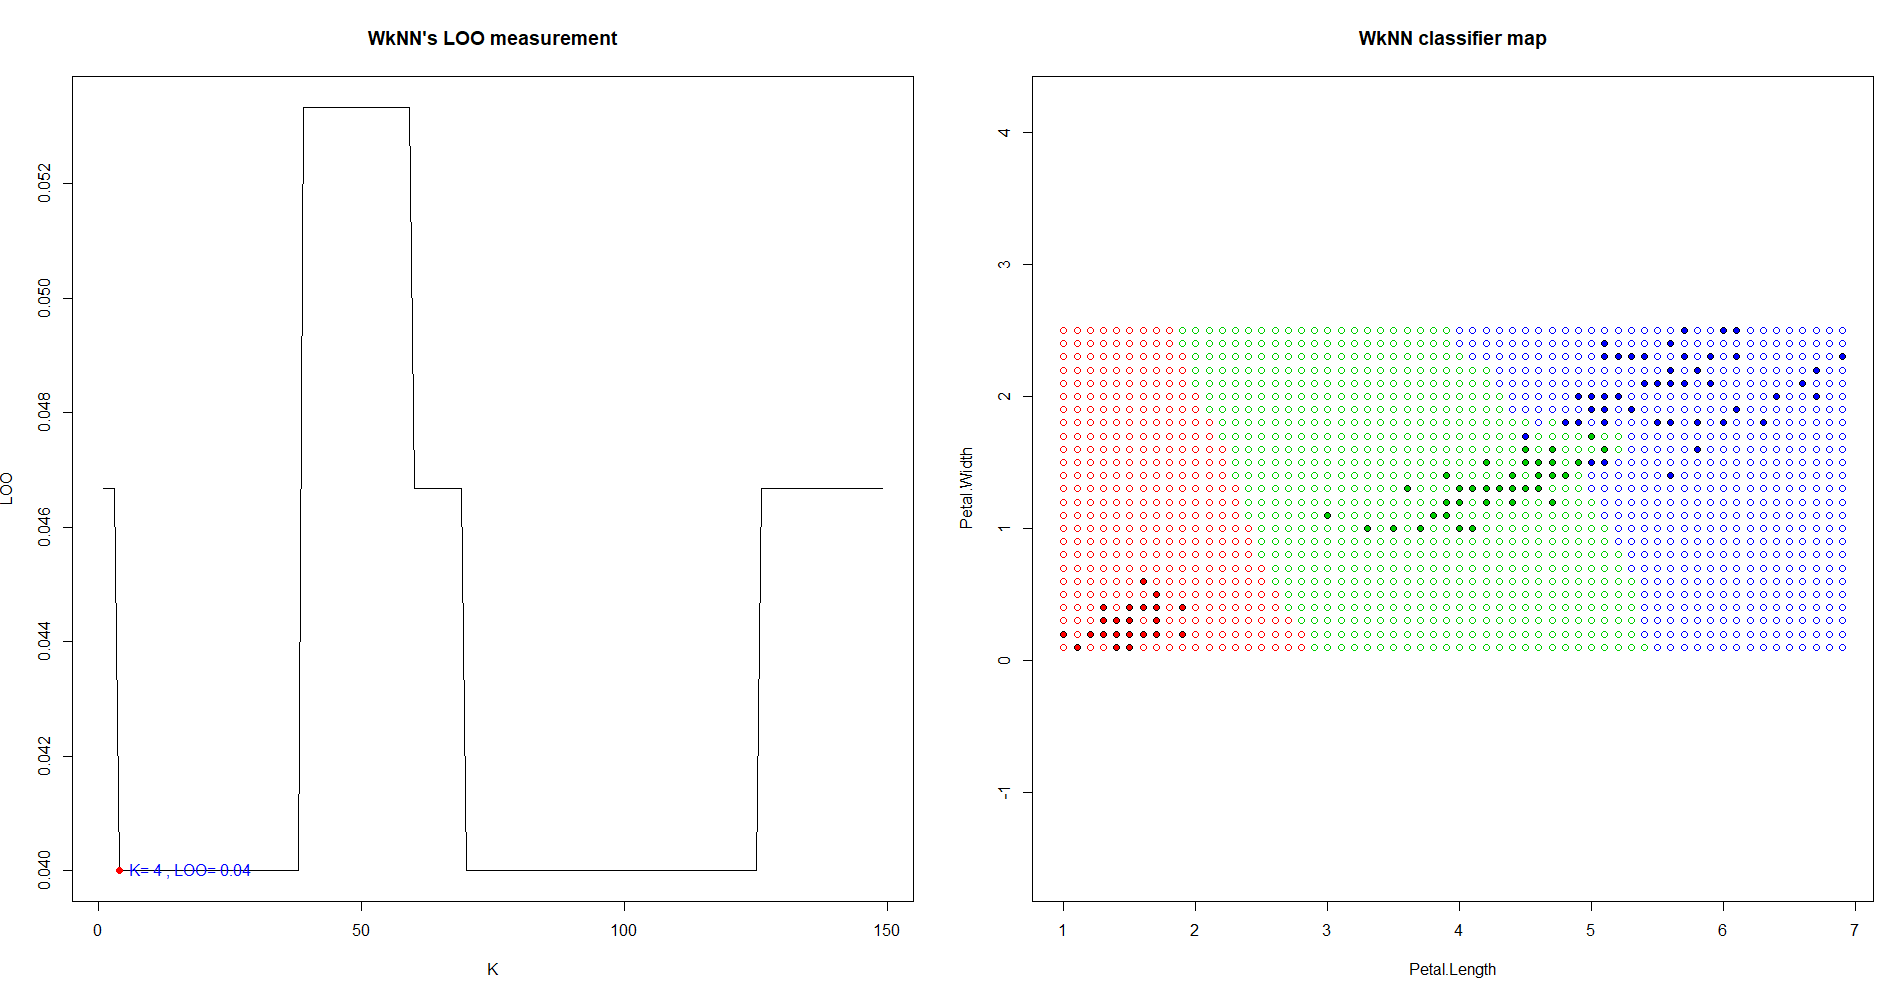 WkNN's LOO measurement
LOO
0.052
0.050
0.048
0.046
0.044
0.042
0.040
K= 4 , LOO= 0.04
0 50 100 150
K
WkNN classifier map
Petal.Width
4
3
2
1
0
-1
1 2 3 4 5 6 7
Petal.Length